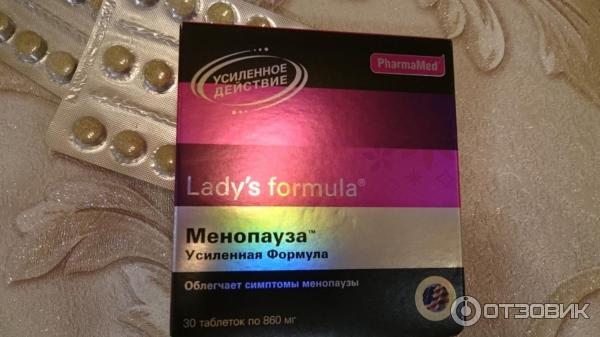 УСИЛЕННОЕ
ДЕЙСТВИЕ
PharmaMed®
Lady's formula®
Менопауза™
Усиленная Формула
Облегчает симптомы менопаузы
30 таблеток по 860 мг
ОТЗОВИК